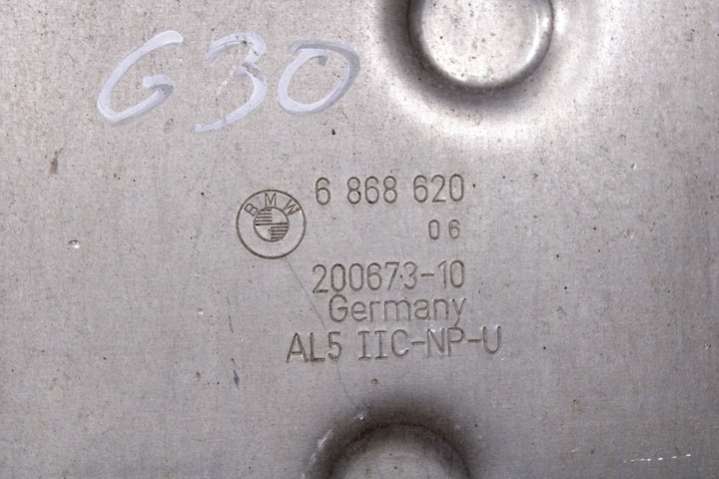 G30
6 868 620
BMW
06
200673-10
Germany
AL5 IIC-NP-U